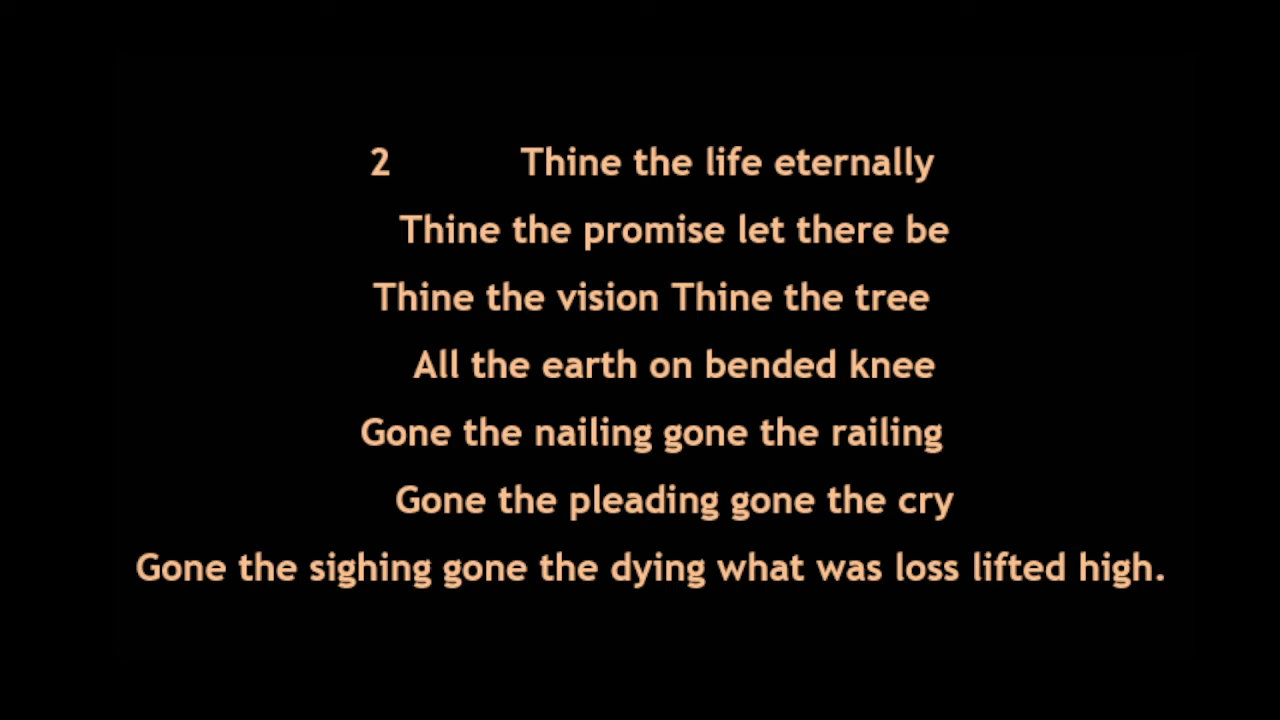 2 Thine the life eternally
Thine the promise let there be
Thine the vision Thine the tree
All the earth on bended knee
Gone the nailing gone the railing
Gone the pleading gone the cry
Gone the sighing gone the dying what was loss lifted high.